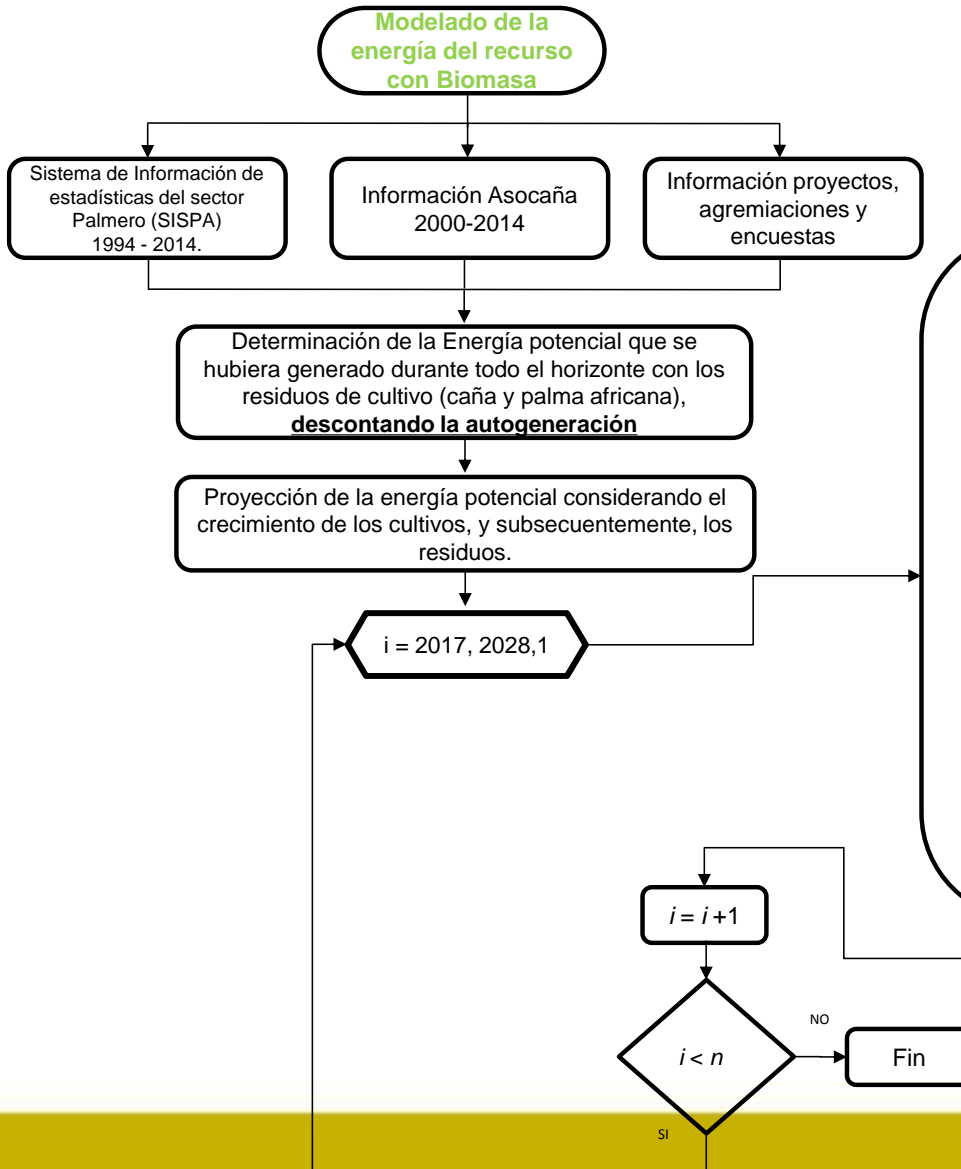 Modelado de la
energía del recurso
con Biomasa
Sistema de Información de
estadísticas del sector
Palmero (SISPA)
1994 - 2014.
Información Asocaña
2000-2014
Información proyectos,
agremiaciones y
encuestas
Determinación de la Energía potencial que se
hubiera generado durante todo el horizonte con los
residuos de cultivo (caña y palma africana),
descontando la autogeneración
Proyección de la energía potencial considerando el
crecimiento de los cultivos, y subsecuentemente, los
residuos.
i = 2017, 2028,1
i = i +1
i < n
NO
Fin
SI